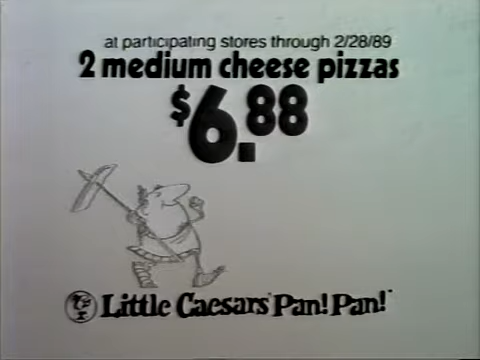 at participating stores through 2/28/89
2 medium cheese pizzas
$6.88
Little Caesars Pan! Pan!